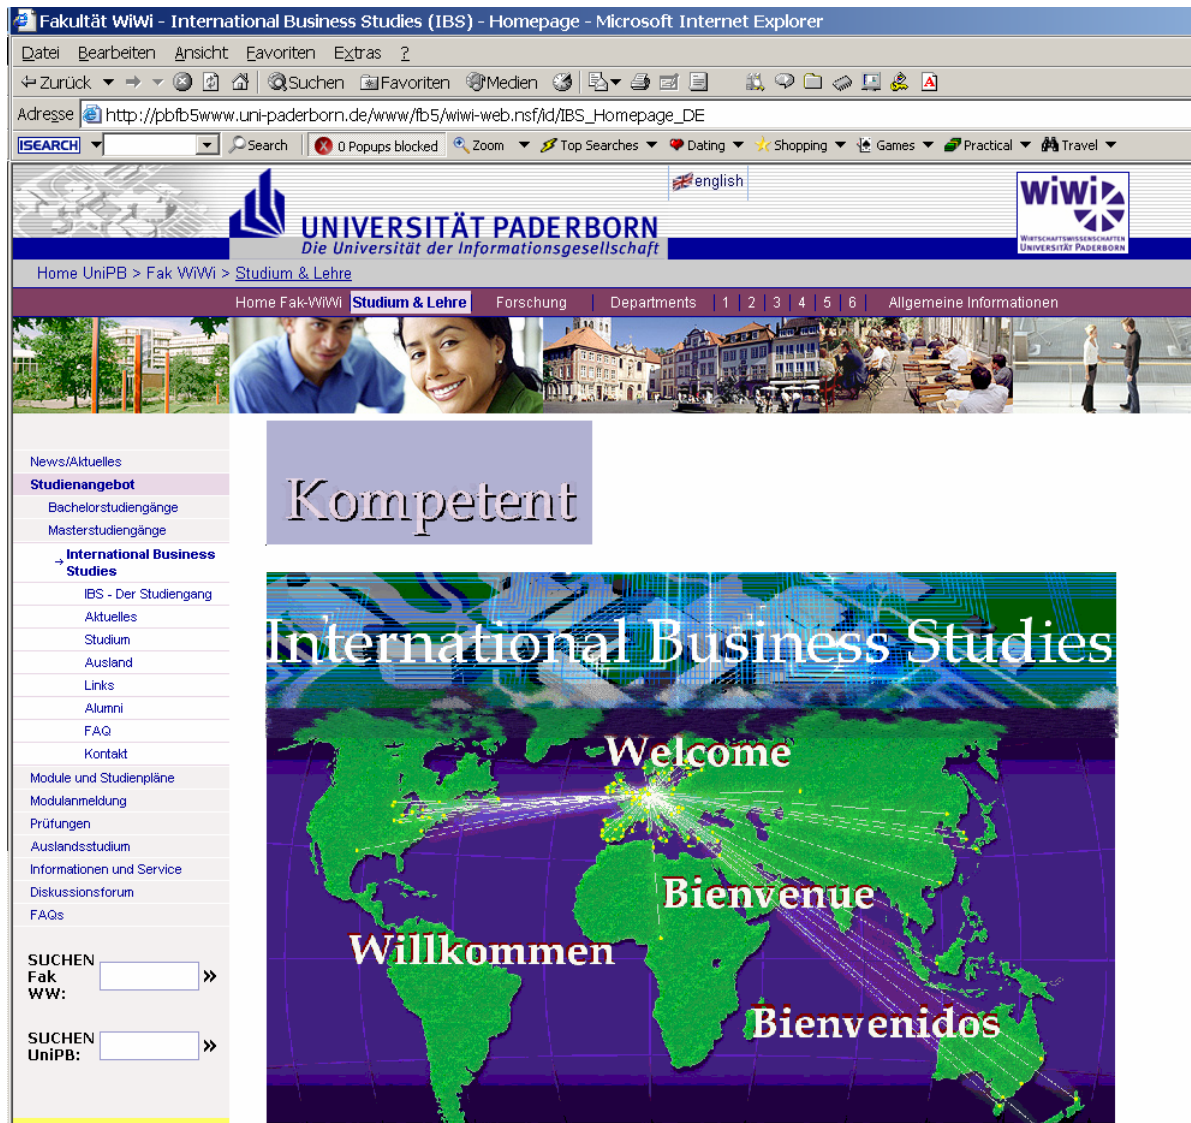 Fakultät WiWi - International Business Studies (IBS) - Homepage - Microsoft Internet Explorer
Datei Bearbeiten Ansicht Favoriten Extras ?
Zurück Suchen Favoriten Medien
Adresse http://pbfb5www.uni-paderborn.de/www/fb5/wiwi-web.nsf/id/IBS_Homepage_DE
ISEARCH Search 0 Popups blocked Zoom Top Searches Dating Shopping Games Practical Travel
english
UNIVERSITÄT PADERBORN
Die Universität der Informationsgesellschaft
WiWi
WIRTSCHAFTSWISSENSCHAFTEN
UNIVERSITÄT PADERBORN
Home UniPB > Fak WiWi > Studium & Lehre
Home Fak-WiWi Studium & Lehre Forschung | Departments | 1 | 2 | 3 | 4 | 5 | 6 | Allgemeine Informationen
News/Aktuelles
Studienangebot
Bachelorstudiengänge
Masterstudiengänge
→ International Business
Studies
IBS - Der Studiengang
Aktuelles
Studium
Ausland
Links
Alumni
FAQ
Kontakt
Module und Studienpläne
Modulanmeldung
Prüfungen
Auslandsstudium
Informationen und Service
Diskussionsforum
FAQs
SUCHEN
Fak
WW:
»
SUCHEN
UniPB:
»
Kompetent
International Business Studies
Welcome
Bienvenue
Willkommen
Bienvenidos